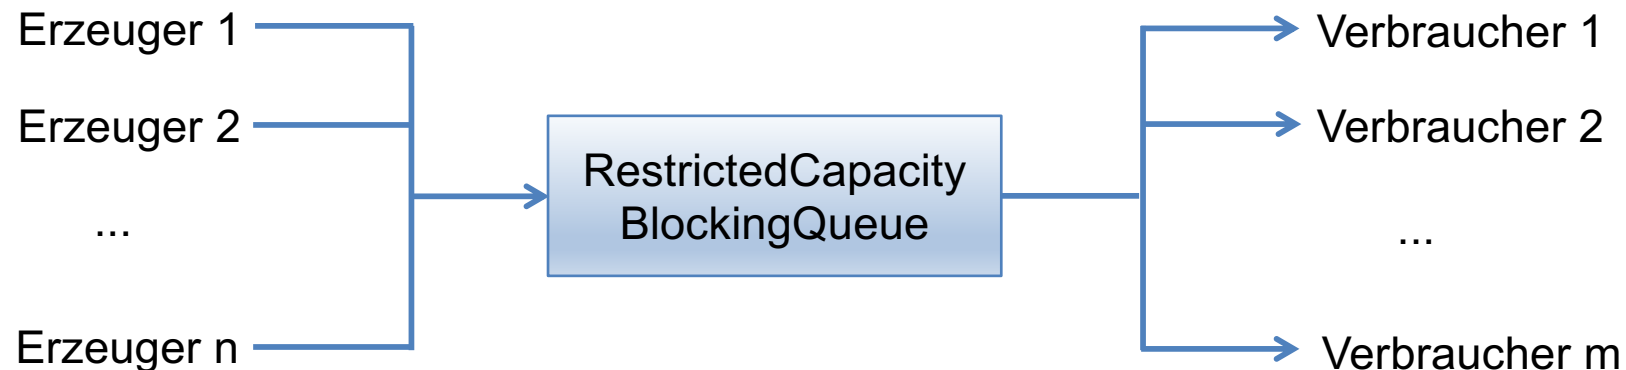 Erzeuger 1
Erzeuger 2
...
Erzeuger n
RestrictedCapacity
BlockingQueue
Verbraucher 1
Verbraucher 2
...
Verbraucher m